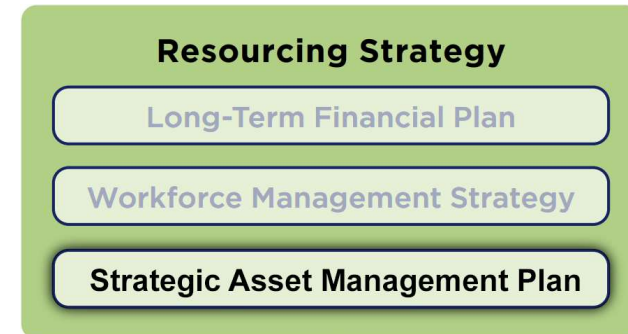 Resourcing Strategy
Long-Term Financial Plan
Workforce Management Strategy
Strategic Asset Management Plan